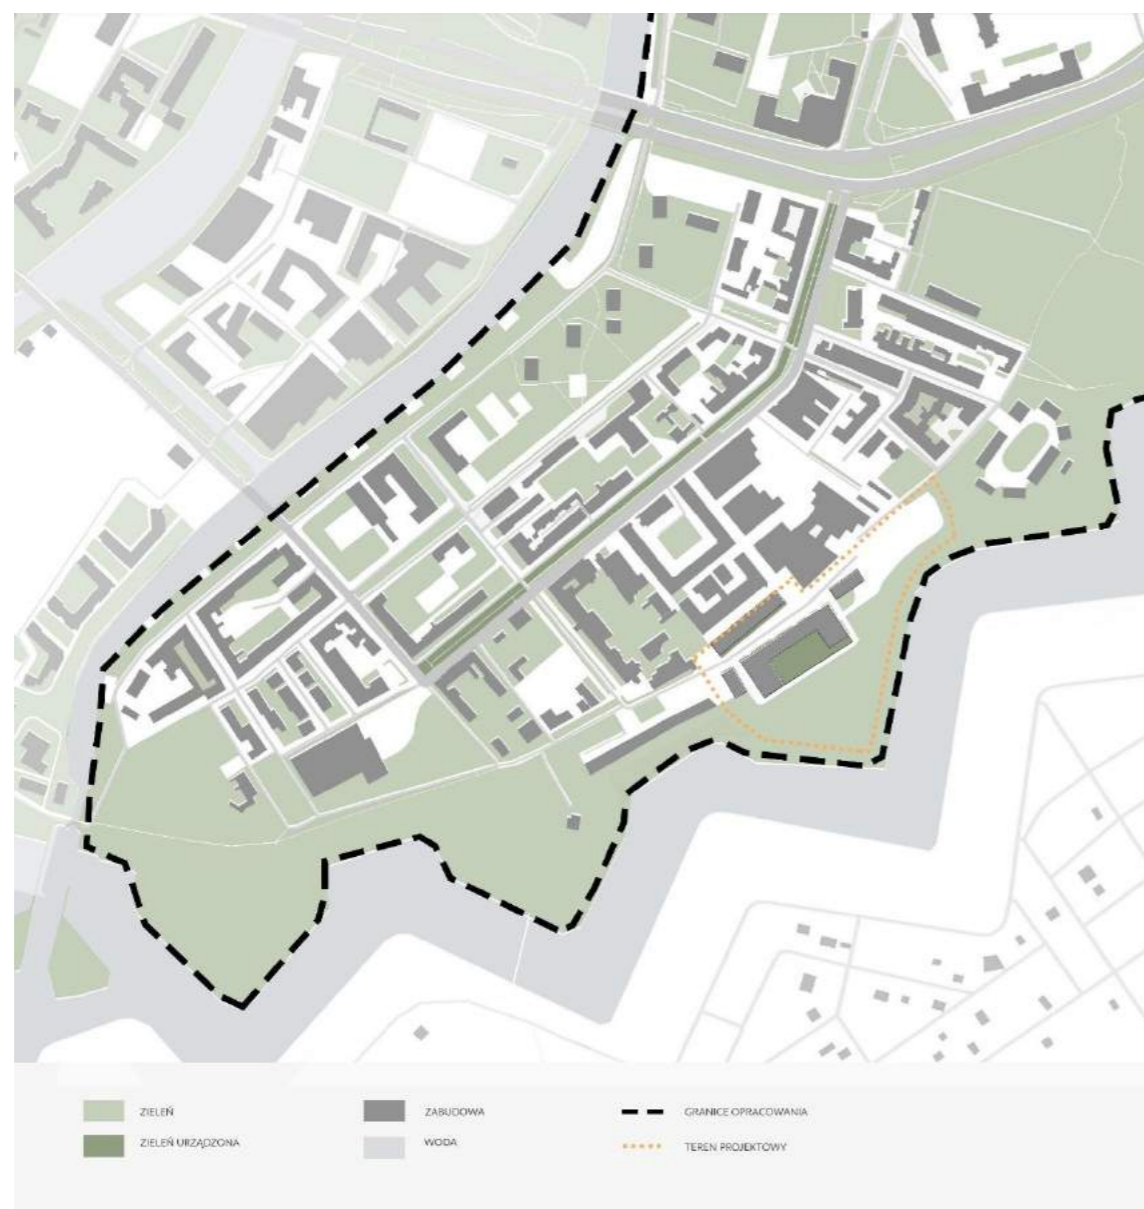 ZIELEŃ
ZIELEŃ URZĄDZONA
ZABUDOWA
WODA
GRANICE OPRACOWANIA
TEREN PROJEKTOWY